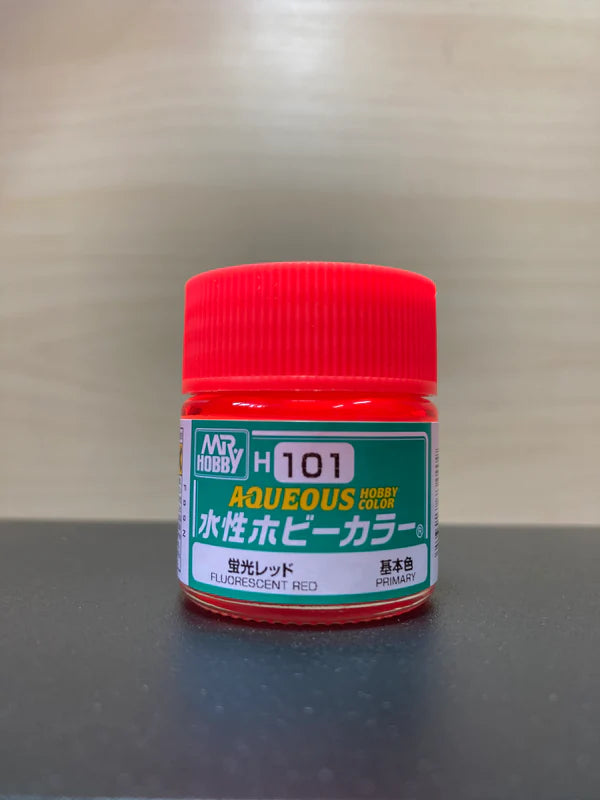 MR HOBBY
H 101
AQUEOUS HOBBY COLOR
水性ホビーカラー®
蛍光レッド 基本色
FLUORESCENT RED PRIMARY